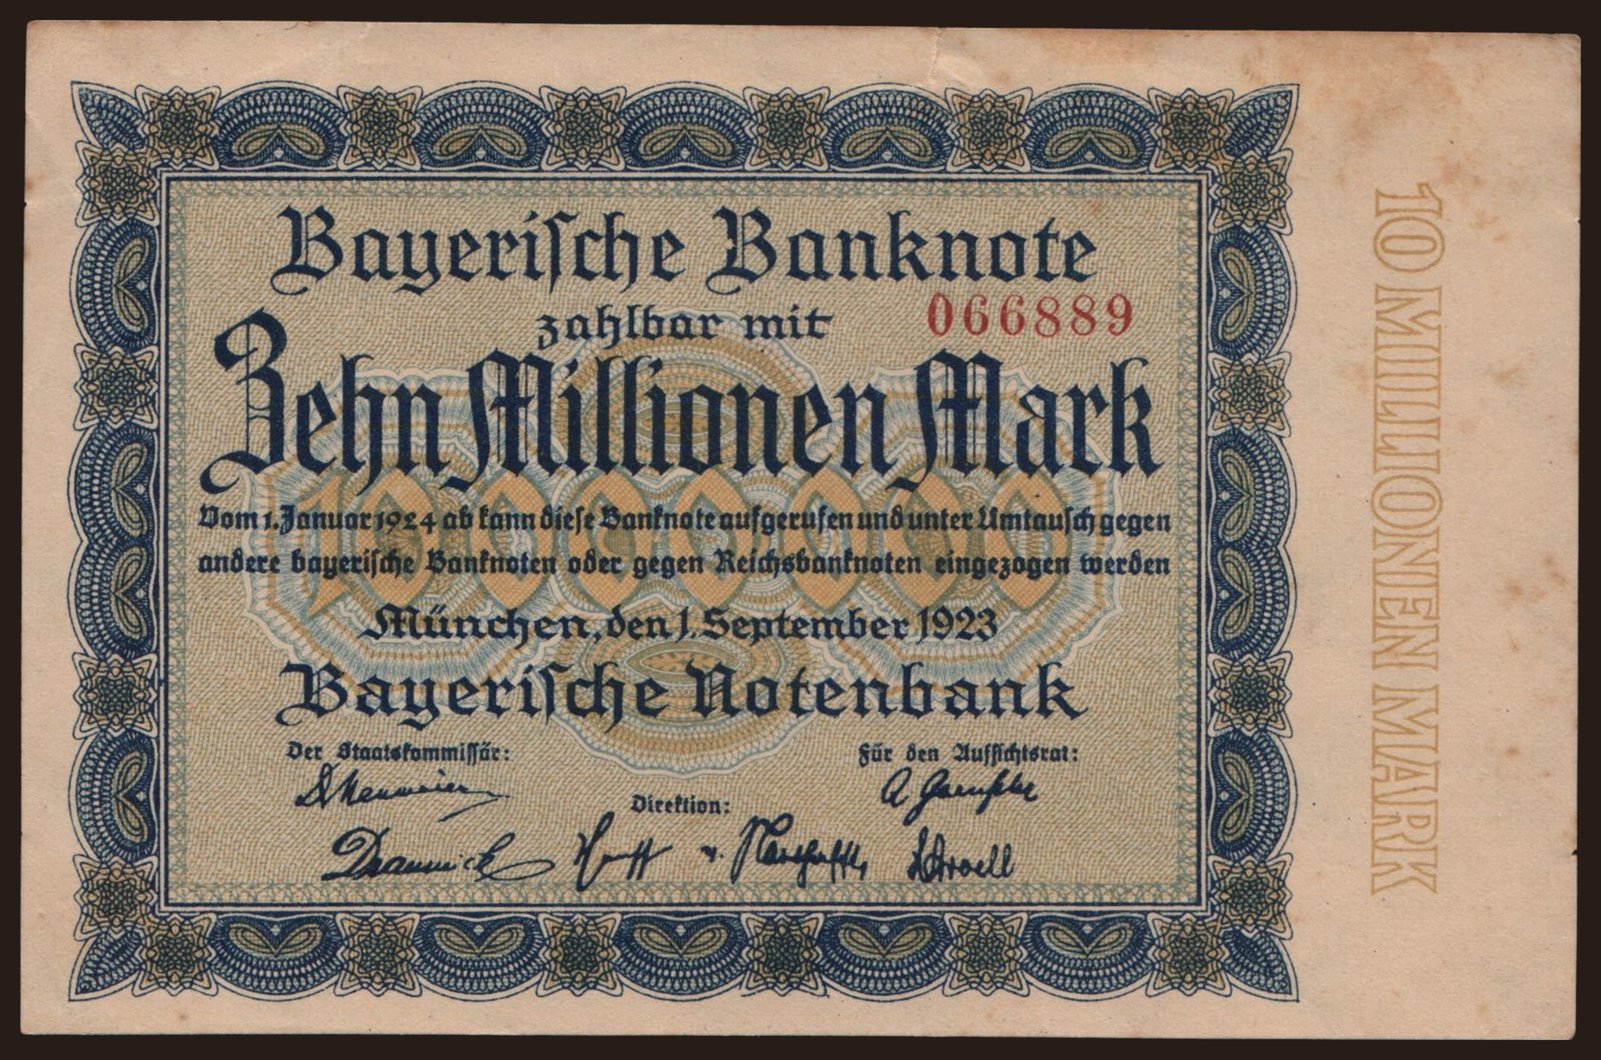 Bayerische Banknote
zahlbar mit
066889
Zehn Millionen Mark
10000000
Vom 1. Januar 1924 ab kann diese Banknote aufgerufen und unter Umtausch gegen
andere bayerische Banknoten oder gegen Reichsbanknoten eingezogen werden
München, den 1. September 1923
Bayerische Notenbank
Der Staatskommissär:
Für den Aufsichtsrat:
Direktion:
10 MILLIONEN MARK